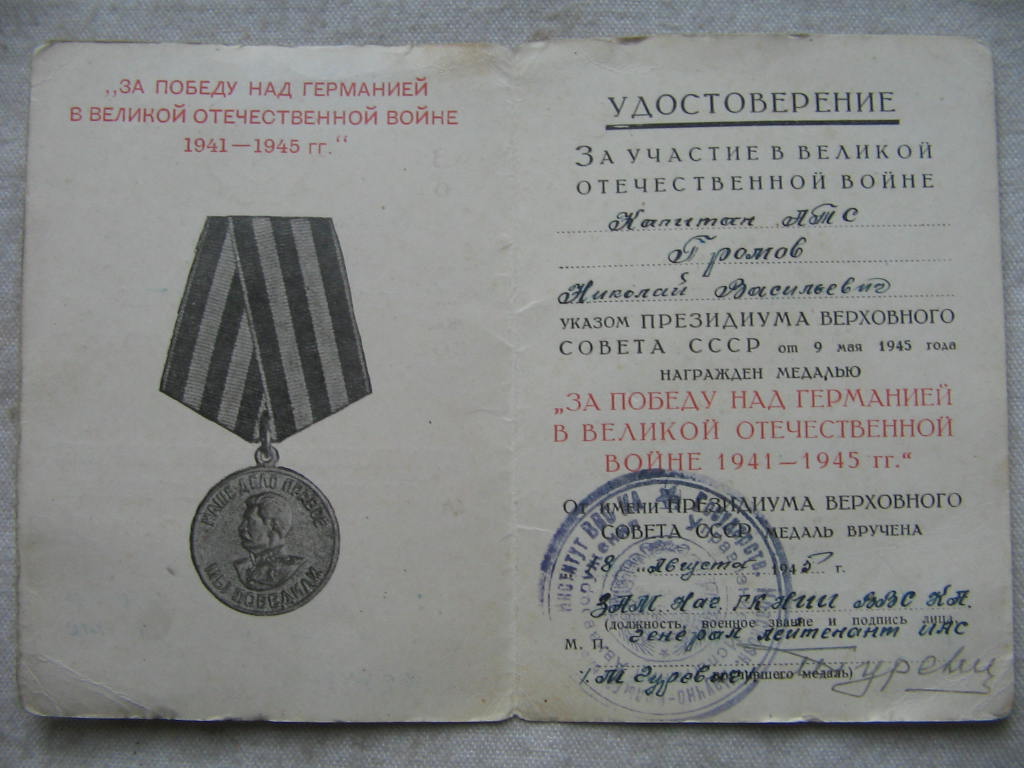 „ЗА ПОБЕДУ НАД ГЕРМАНИЕЙ
В ВЕЛИКОЙ ОТЕЧЕСТВЕННОЙ ВОЙНЕ
1941—1945 гг.“
НАШЕ ДЕЛО ПРАВОЕ
МЫ ПОБЕДИЛИ
УДОСТОВЕРЕНИЕ
ЗА УЧАСТИЕ В ВЕЛИКОЙ
ОТЕЧЕСТВЕННОЙ ВОЙНЕ
Капитан АТС
Громов
Николай Васильевич
УКАЗОМ ПРЕЗИДИУМА ВЕРХОВНОГО
СОВЕТА СССР от 9 мая 1945 года
НАГРАЖДЕН МЕДАЛЬЮ
„ЗА ПОБЕДУ НАД ГЕРМАНИЕЙ
В ВЕЛИКОЙ ОТЕЧЕСТВЕННОЙ
ВОЙНЕ 1941—1945 гг.“
ОТ ИМЕНИ ПРЕЗИДИУМА ВЕРХОВНОГО
СОВЕТА СССР МЕДАЛЬ ВРУЧЕНА
Августа 1945 г.
ЗАМ. Нач. ГК НИИ ВВС КА
(должность, военное звание и подпись лица,
М. П. генерал лейтенант ИАС
вручившего медаль)
Гуревич